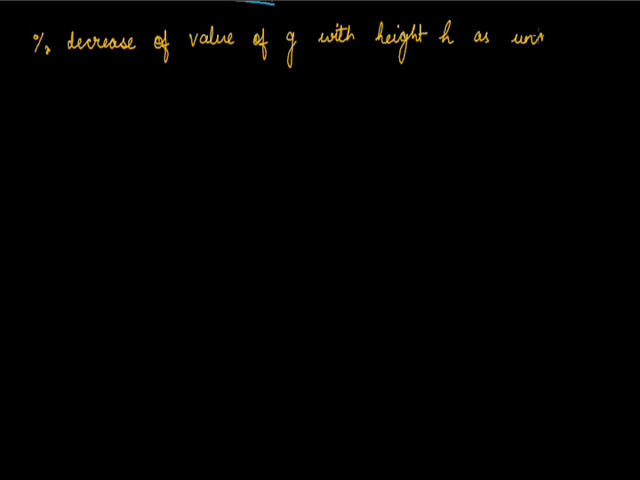 % decrease of value of g with height h as